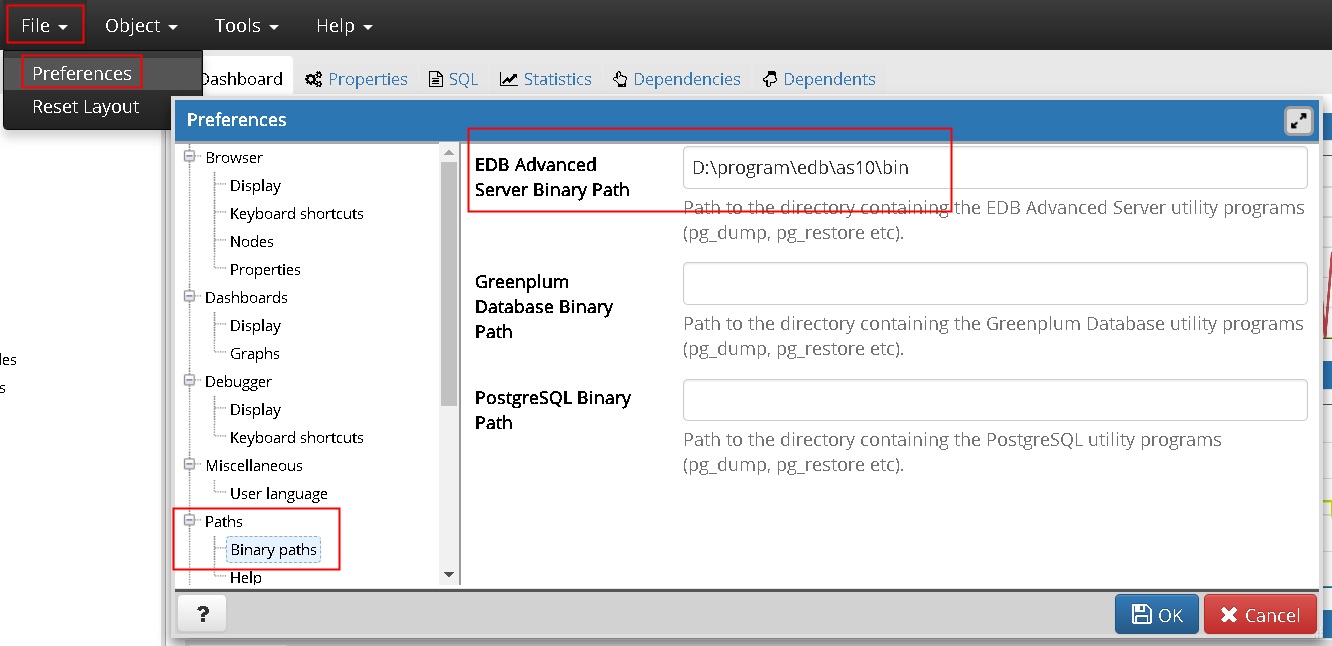 File Object Tools Help
Preferences
Reset Layout
Dashboard Properties SQL Statistics Dependencies Dependents
Preferences
Browser
Display
Keyboard shortcuts
Nodes
Properties
Dashboards
Display
Graphs
Debugger
Display
Keyboard shortcuts
Miscellaneous
User language
Paths
Binary paths
Help
EDB Advanced
Server Binary Path
D:\program\edb\as10\bin
Path to the directory containing the EDB Advanced Server utility programs
(pg_dump, pg_restore etc).
Greenplum
Database Binary
Path
Path to the directory containing the Greenplum Database utility programs
(pg_dump, pg_restore etc).
PostgreSQL Binary
Path
Path to the directory containing the PostgreSQL utility programs
(pg_dump, pg_restore etc).
? OK Cancel